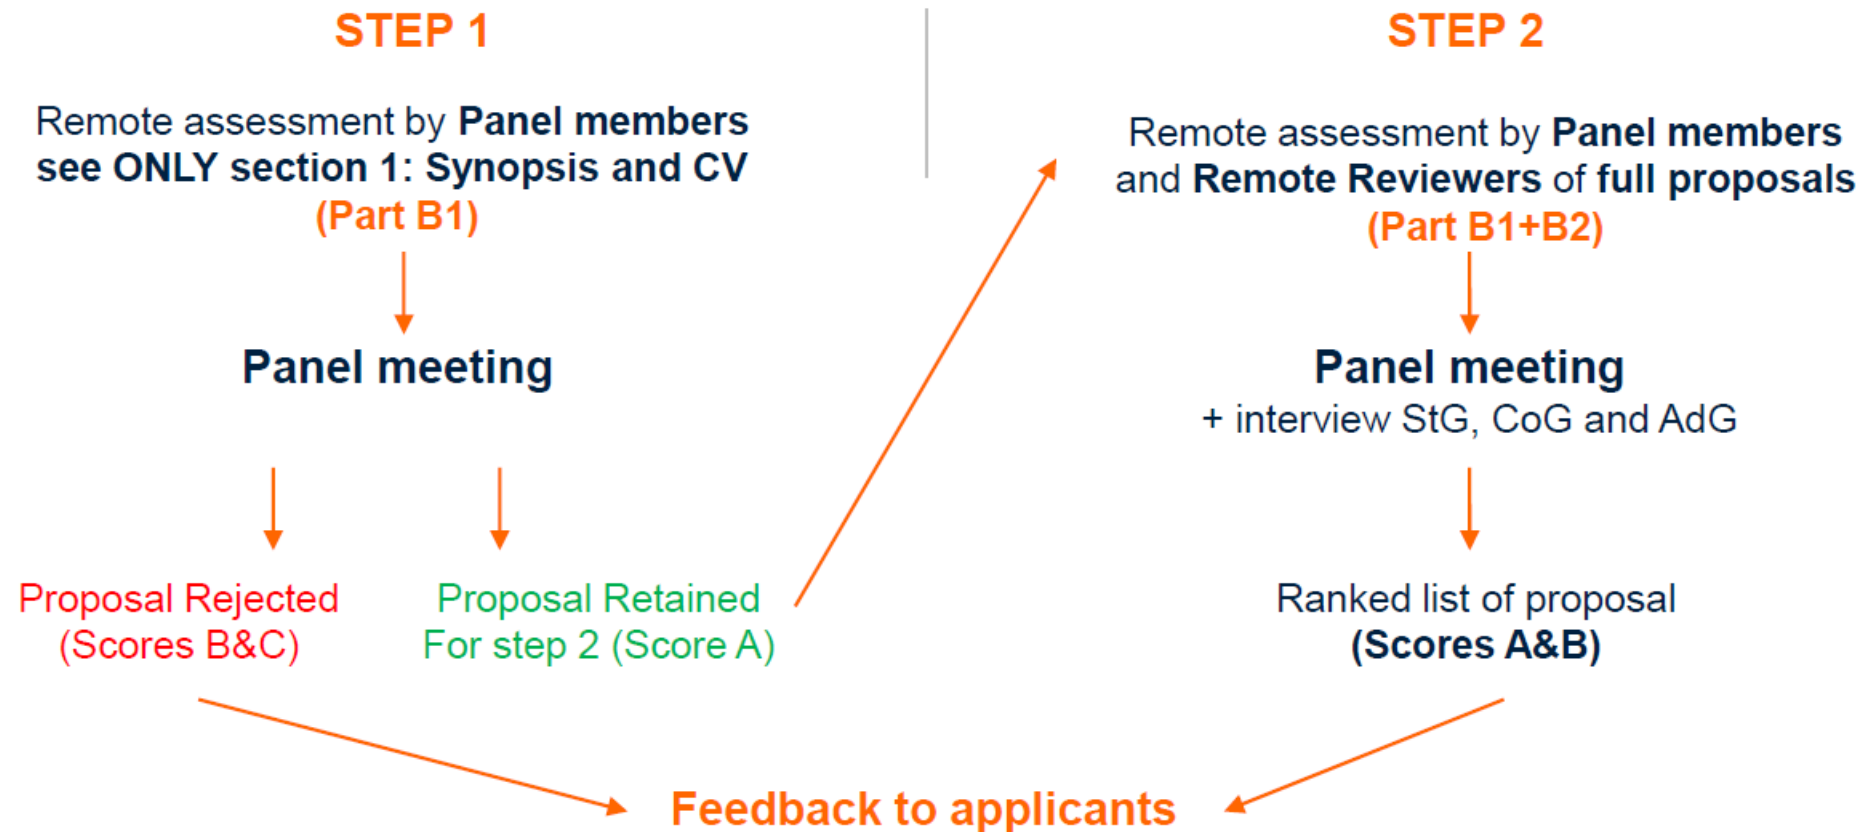 STEP 1
Remote assessment by Panel members
see ONLY section 1: Synopsis and CV
(Part B1)
Panel meeting
Proposal Rejected
(Scores B&C)
Proposal Retained
For step 2 (Score A)
STEP 2
Remote assessment by Panel members
and Remote Reviewers of full proposals
(Part B1+B2)
Panel meeting
+ interview StG, CoG and AdG
Ranked list of proposal
(Scores A&B)
Feedback to applicants